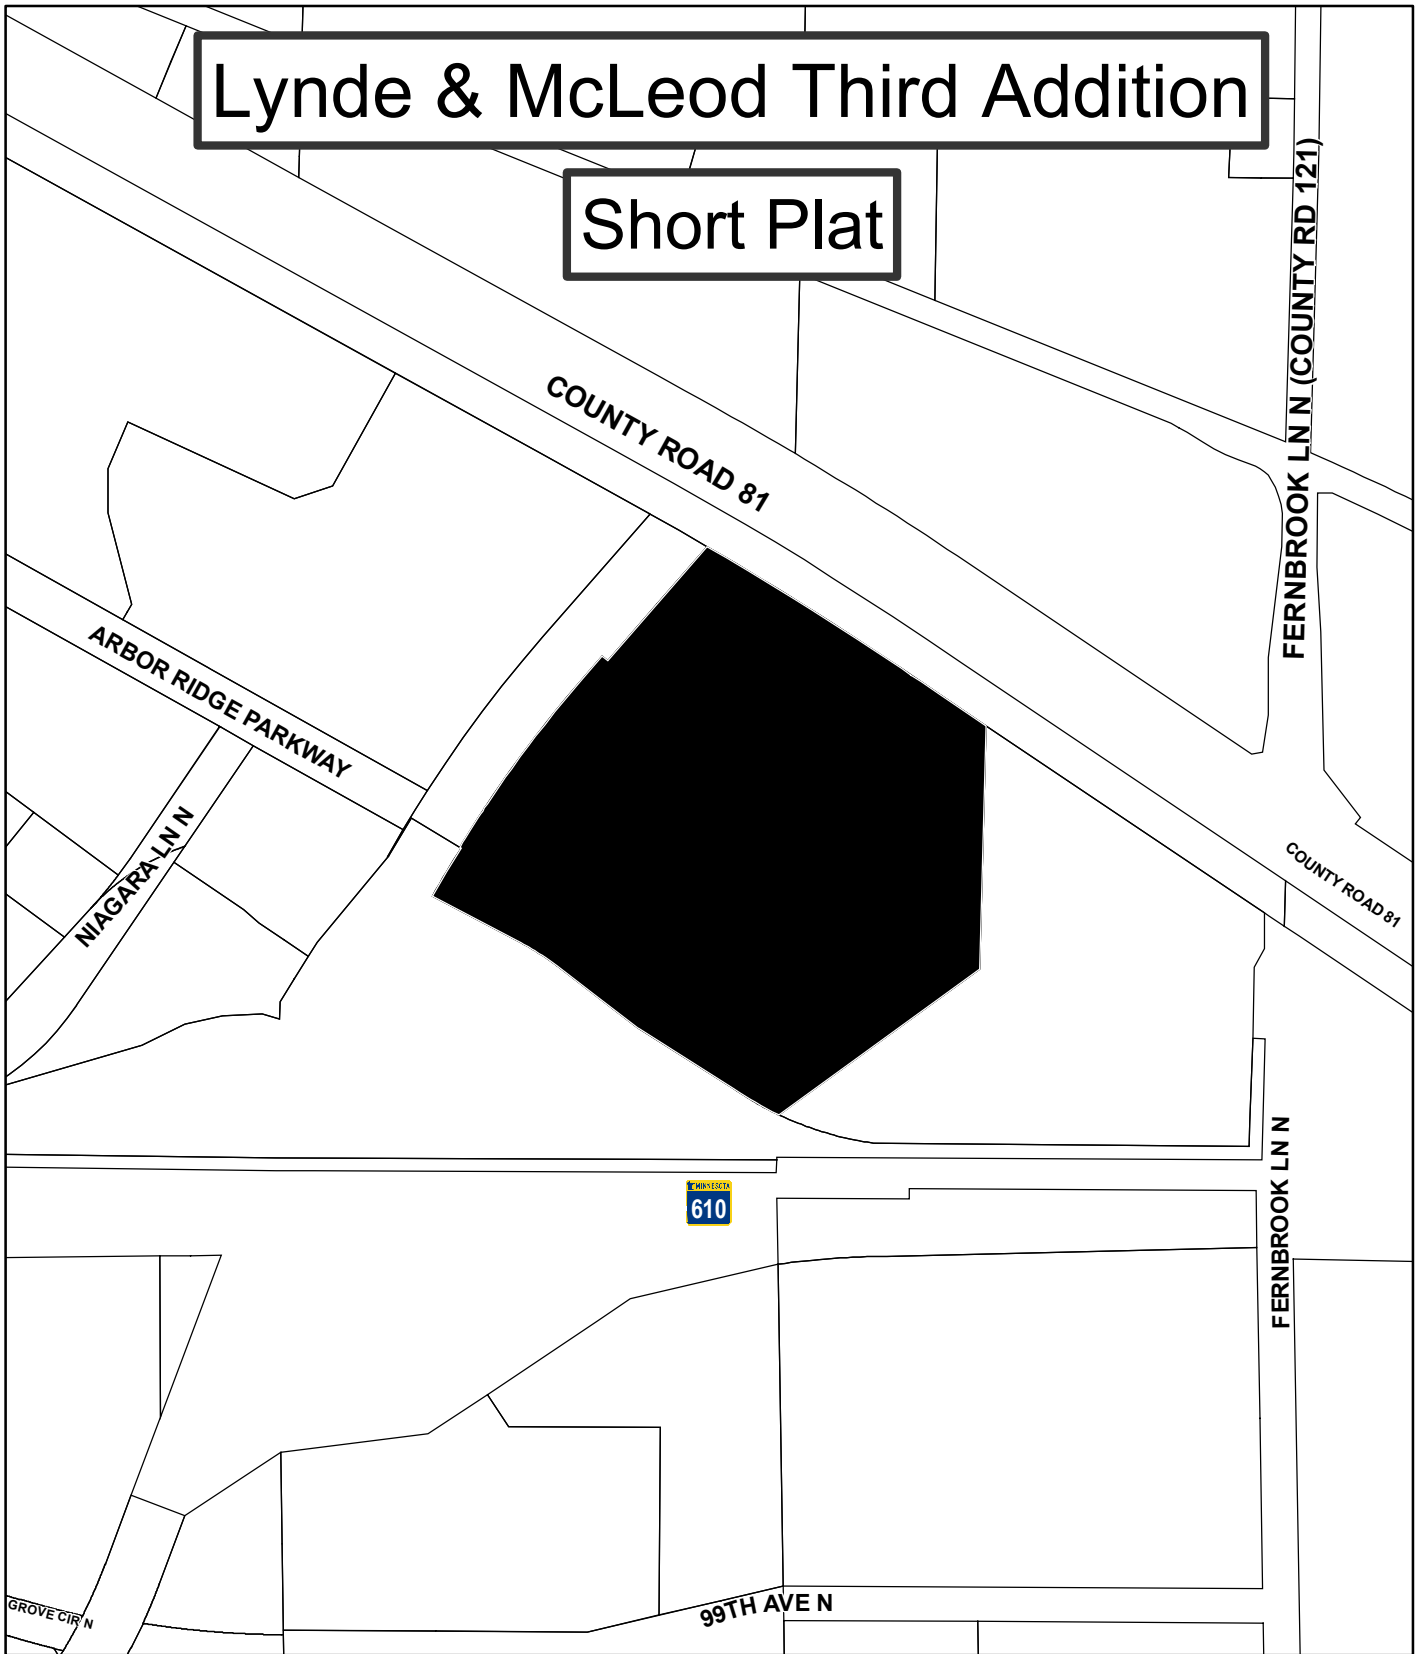 Lynde & McLeod Third Addition
Short Plat
FERNBROOK LN N (COUNTY RD 121)
COUNTY ROAD 81
ARBOR RIDGE PARKWAY
NIAGARA LN N
COUNTY ROAD 81
MINNESOTA
610
FERNBROOK LN N
99TH AVE N
GROVE CIR N